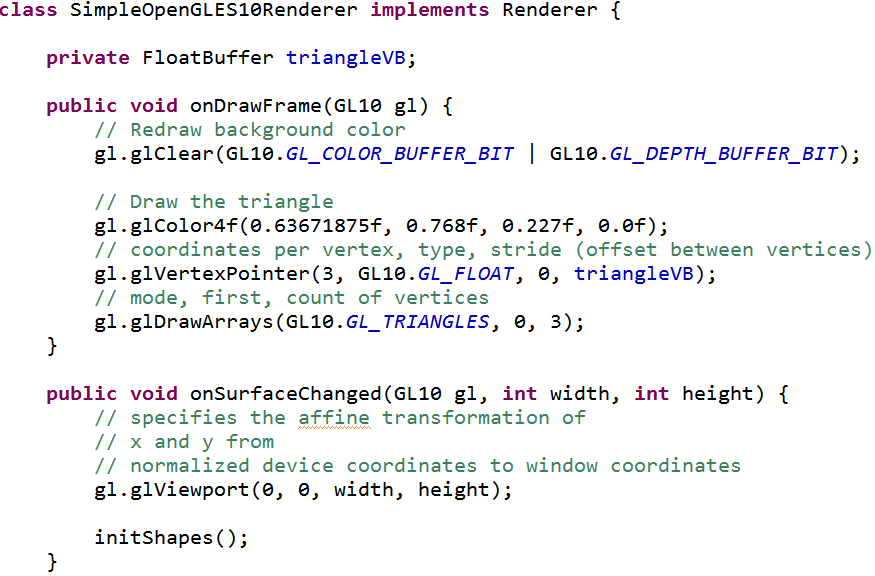 class SimpleOpenGLES10Renderer implements Renderer {
private FloatBuffer triangleVB;
public void onDrawFrame(GL10 gl) {
// Redraw background color
gl.glClear(GL10.GL_COLOR_BUFFER_BIT | GL10.GL_DEPTH_BUFFER_BIT);
// Draw the triangle
gl.glColor4f(0.63671875f, 0.768f, 0.227f, 0.0f);
// coordinates per vertex, type, stride (offset between vertices)
gl.glVertexPointer(3, GL10.GL_FLOAT, 0, triangleVB);
// mode, first, count of vertices
gl.glDrawArrays(GL10.GL_TRIANGLES, 0, 3);
}
public void onSurfaceChanged(GL10 gl, int width, int height) {
// specifies the affine transformation of
// x and y from
// normalized device coordinates to window coordinates
gl.glViewport(0, 0, width, height);
initShapes();
}